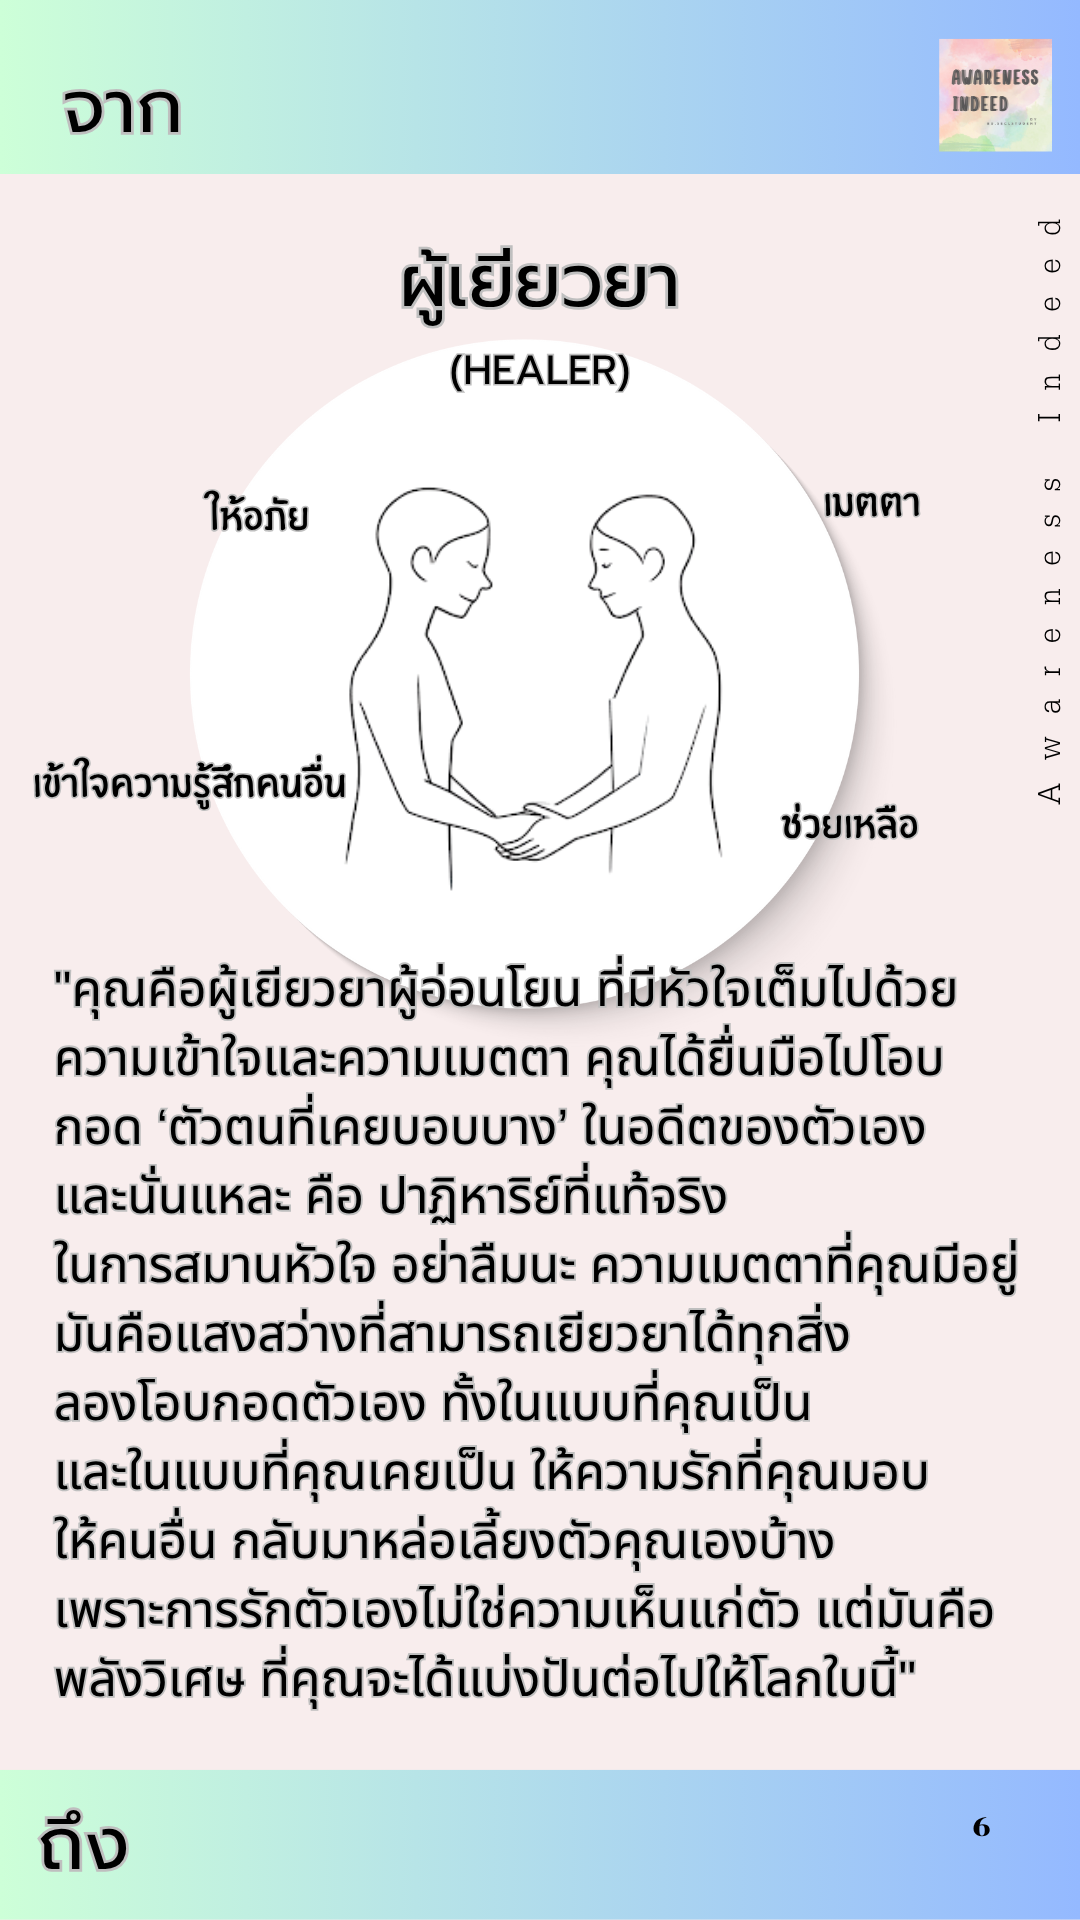 จาก
AWARENESS
INDEED
Awareness Indeed
ผู้เยียวยา
(HEALER)
ให้อภัย
เมตตา
เข้าใจความรู้สึกคนอื่น
ช่วยเหลือ
"คุณคือผู้เยียวยาผู้อ่อนโยน ที่มีหัวใจเต็มไปด้วย
ความเข้าใจและความเมตตา คุณได้ยื่นมือไปโอบ
กอด ‘ตัวตนที่เคยบอบบาง’ ในอดีตของตัวเอง
และนั่นแหละ คือ ปาฏิหาริย์ที่แท้จริง
ในการสมานหัวใจ อย่าลืมนะ ความเมตตาที่คุณมีอยู่
มันคือแสงสว่างที่สามารถเยียวยาได้ทุกสิ่ง
ลองโอบกอดตัวเอง ทั้งในแบบที่คุณเป็น
และในแบบที่คุณเคยเป็น ให้ความรักที่คุณมอบ
ให้คนอื่น กลับมาหล่อเลี้ยงตัวคุณเองบ้าง
เพราะการรักตัวเองไม่ใช่ความเห็นแก่ตัว แต่มันคือ
พลังวิเศษ ที่คุณจะได้แบ่งปันต่อไปให้โลกใบนี้"
ถึง
6